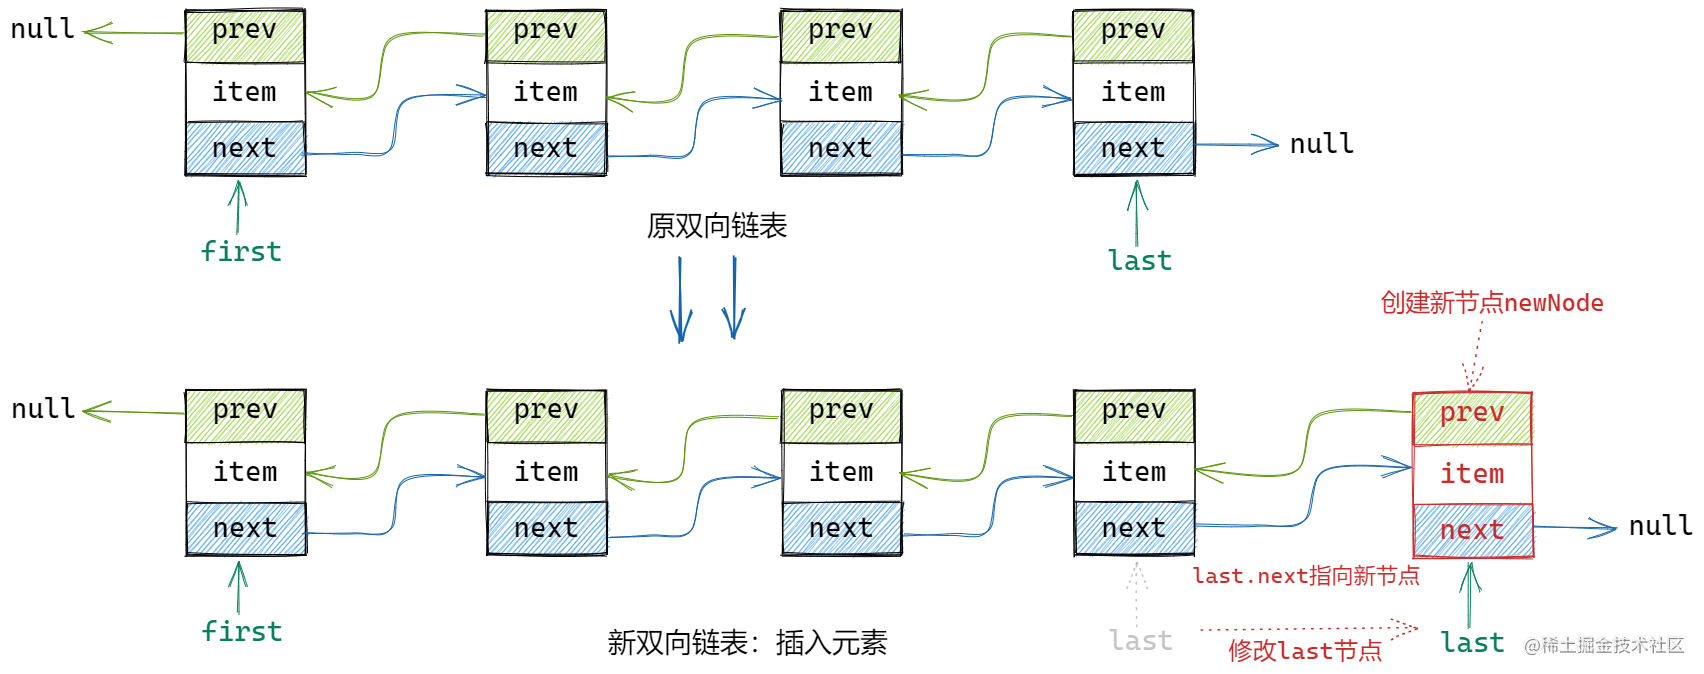 null prev prev prev prev
item item item item
next next next next null
first 原双向链表 last
创建新节点newNode
null prev prev prev prev prev
item item item item item
next next next next next null
last.next指向新节点
first 新双向链表：插入元素 last 修改last节点 last @稀土掘金技术社区